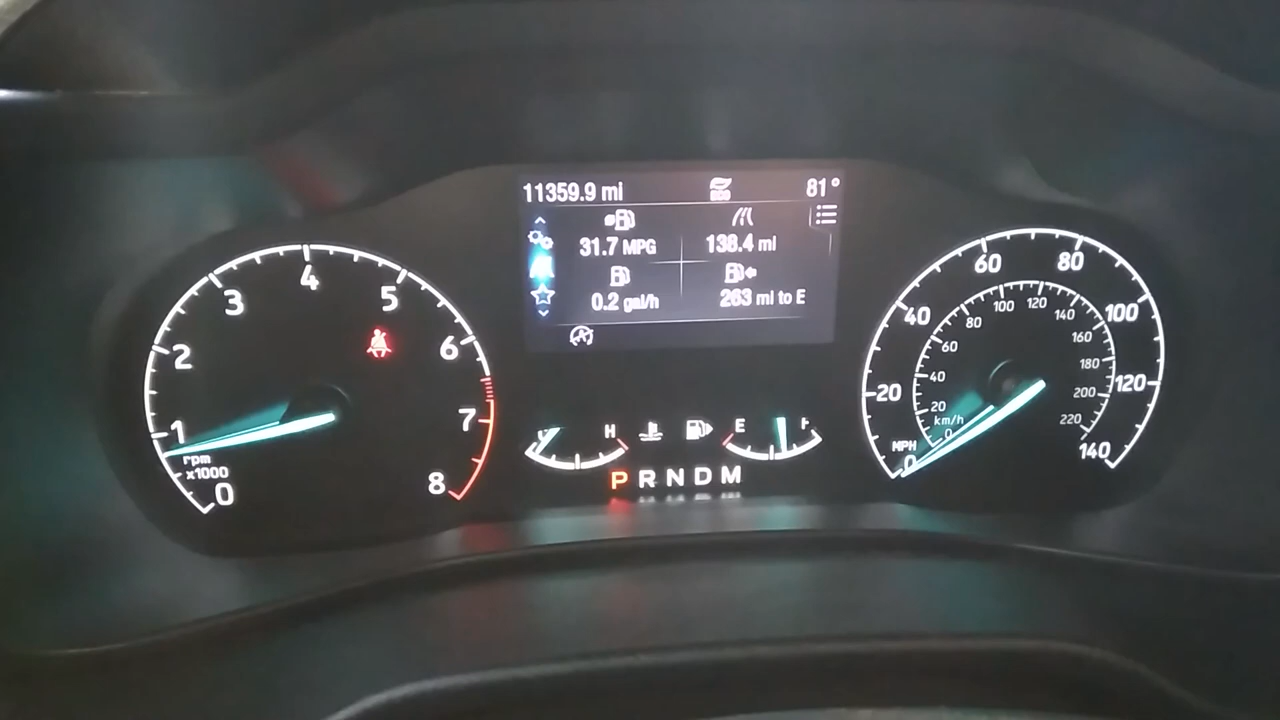 11359.9 mi
ECO
81°
31.7 MPG
138.4 mi
0.2 gal/h
263 mi to E
0
1
2
3
4
5
6
7
8
rpm
x1000
H
E
F
P R N D M
0
20
40
60
80
100
120
140
MPH
0
20
40
60
80
100
120
140
160
180
200
220
km/h